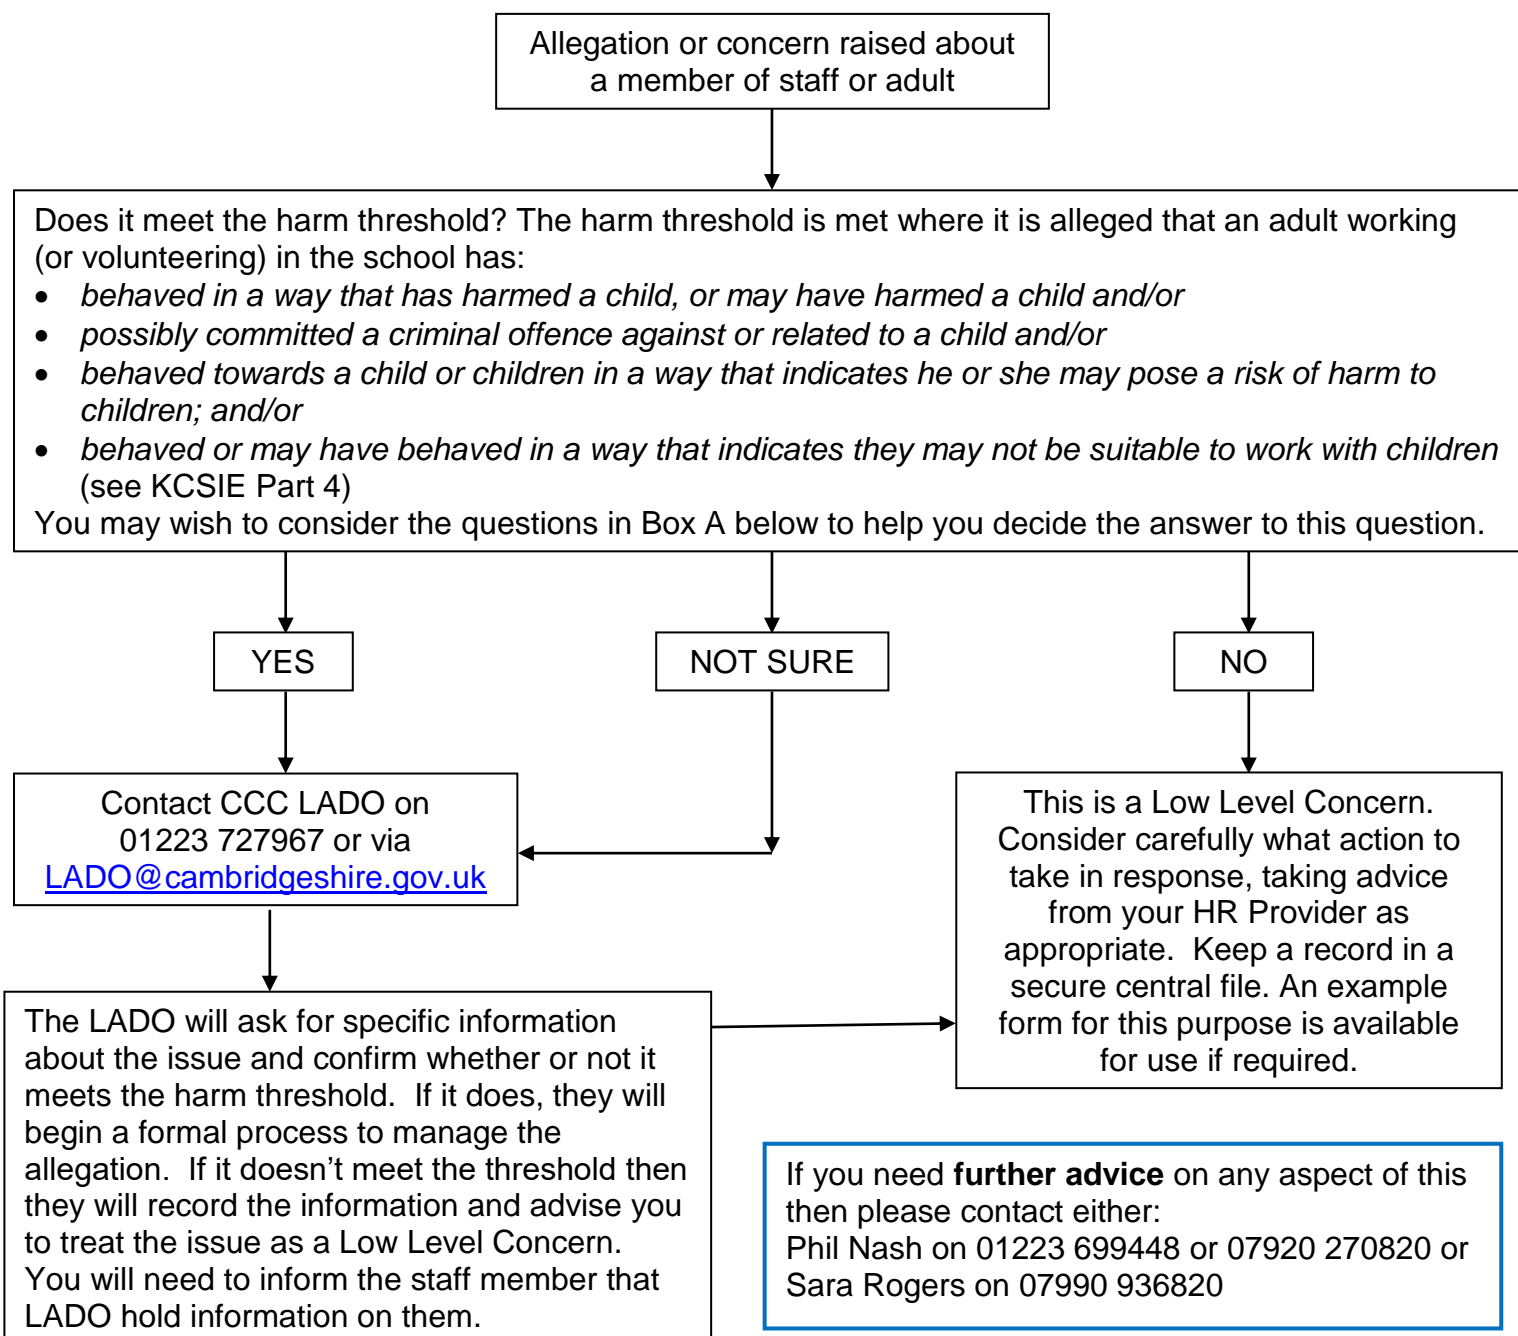 Allegation or concern raised about
a member of staff or adult
Does it meet the harm threshold? The harm threshold is met where it is alleged that an adult working
(or volunteering) in the school has:
• behaved in a way that has harmed a child, or may have harmed a child and/or
• possibly committed a criminal offence against or related to a child and/or
• behaved towards a child or children in a way that indicates he or she may pose a risk of harm to
children; and/or
• behaved or may have behaved in a way that indicates they may not be suitable to work with children
(see KCSIE Part 4)
You may wish to consider the questions in Box A below to help you decide the answer to this question.
YES
NOT SURE
NO
Contact CCC LADO on
01223 727967 or via
LADO@cambridgeshire.gov.uk
This is a Low Level Concern.
Consider carefully what action to
take in response, taking advice
from your HR Provider as
appropriate. Keep a record in a
secure central file. An example
form for this purpose is available
for use if required.
The LADO will ask for specific information
about the issue and confirm whether or not it
meets the harm threshold. If it does, they will
begin a formal process to manage the
allegation. If it doesn't meet the threshold then
they will record the information and advise you
to treat the issue as a Low Level Concern.
You will need to inform the staff member that
LADO hold information on them.
If you need further advice on any aspect of this
then please contact either:
Phil Nash on 01223 699448 or 07920 270820 or
Sara Rogers on 07990 936820